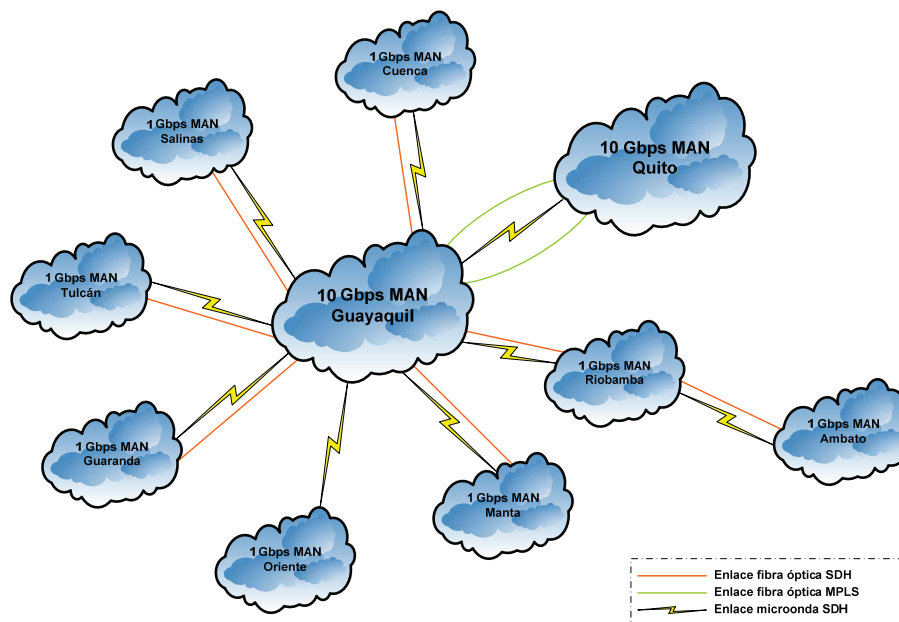 1 Gbps MAN
Cuenca
1 Gbps MAN
Salinas
10 Gbps MAN
Quito
1 Gbps MAN
Tulcán
10 Gbps MAN
Guayaquil
1 Gbps MAN
Riobamba
1 Gbps MAN
Ambato
1 Gbps MAN
Guaranda
1 Gbps MAN
Manta
1 Gbps MAN
Oriente
Enlace fibra óptica SDH
Enlace fibra óptica MPLS
Enlace microonda SDH